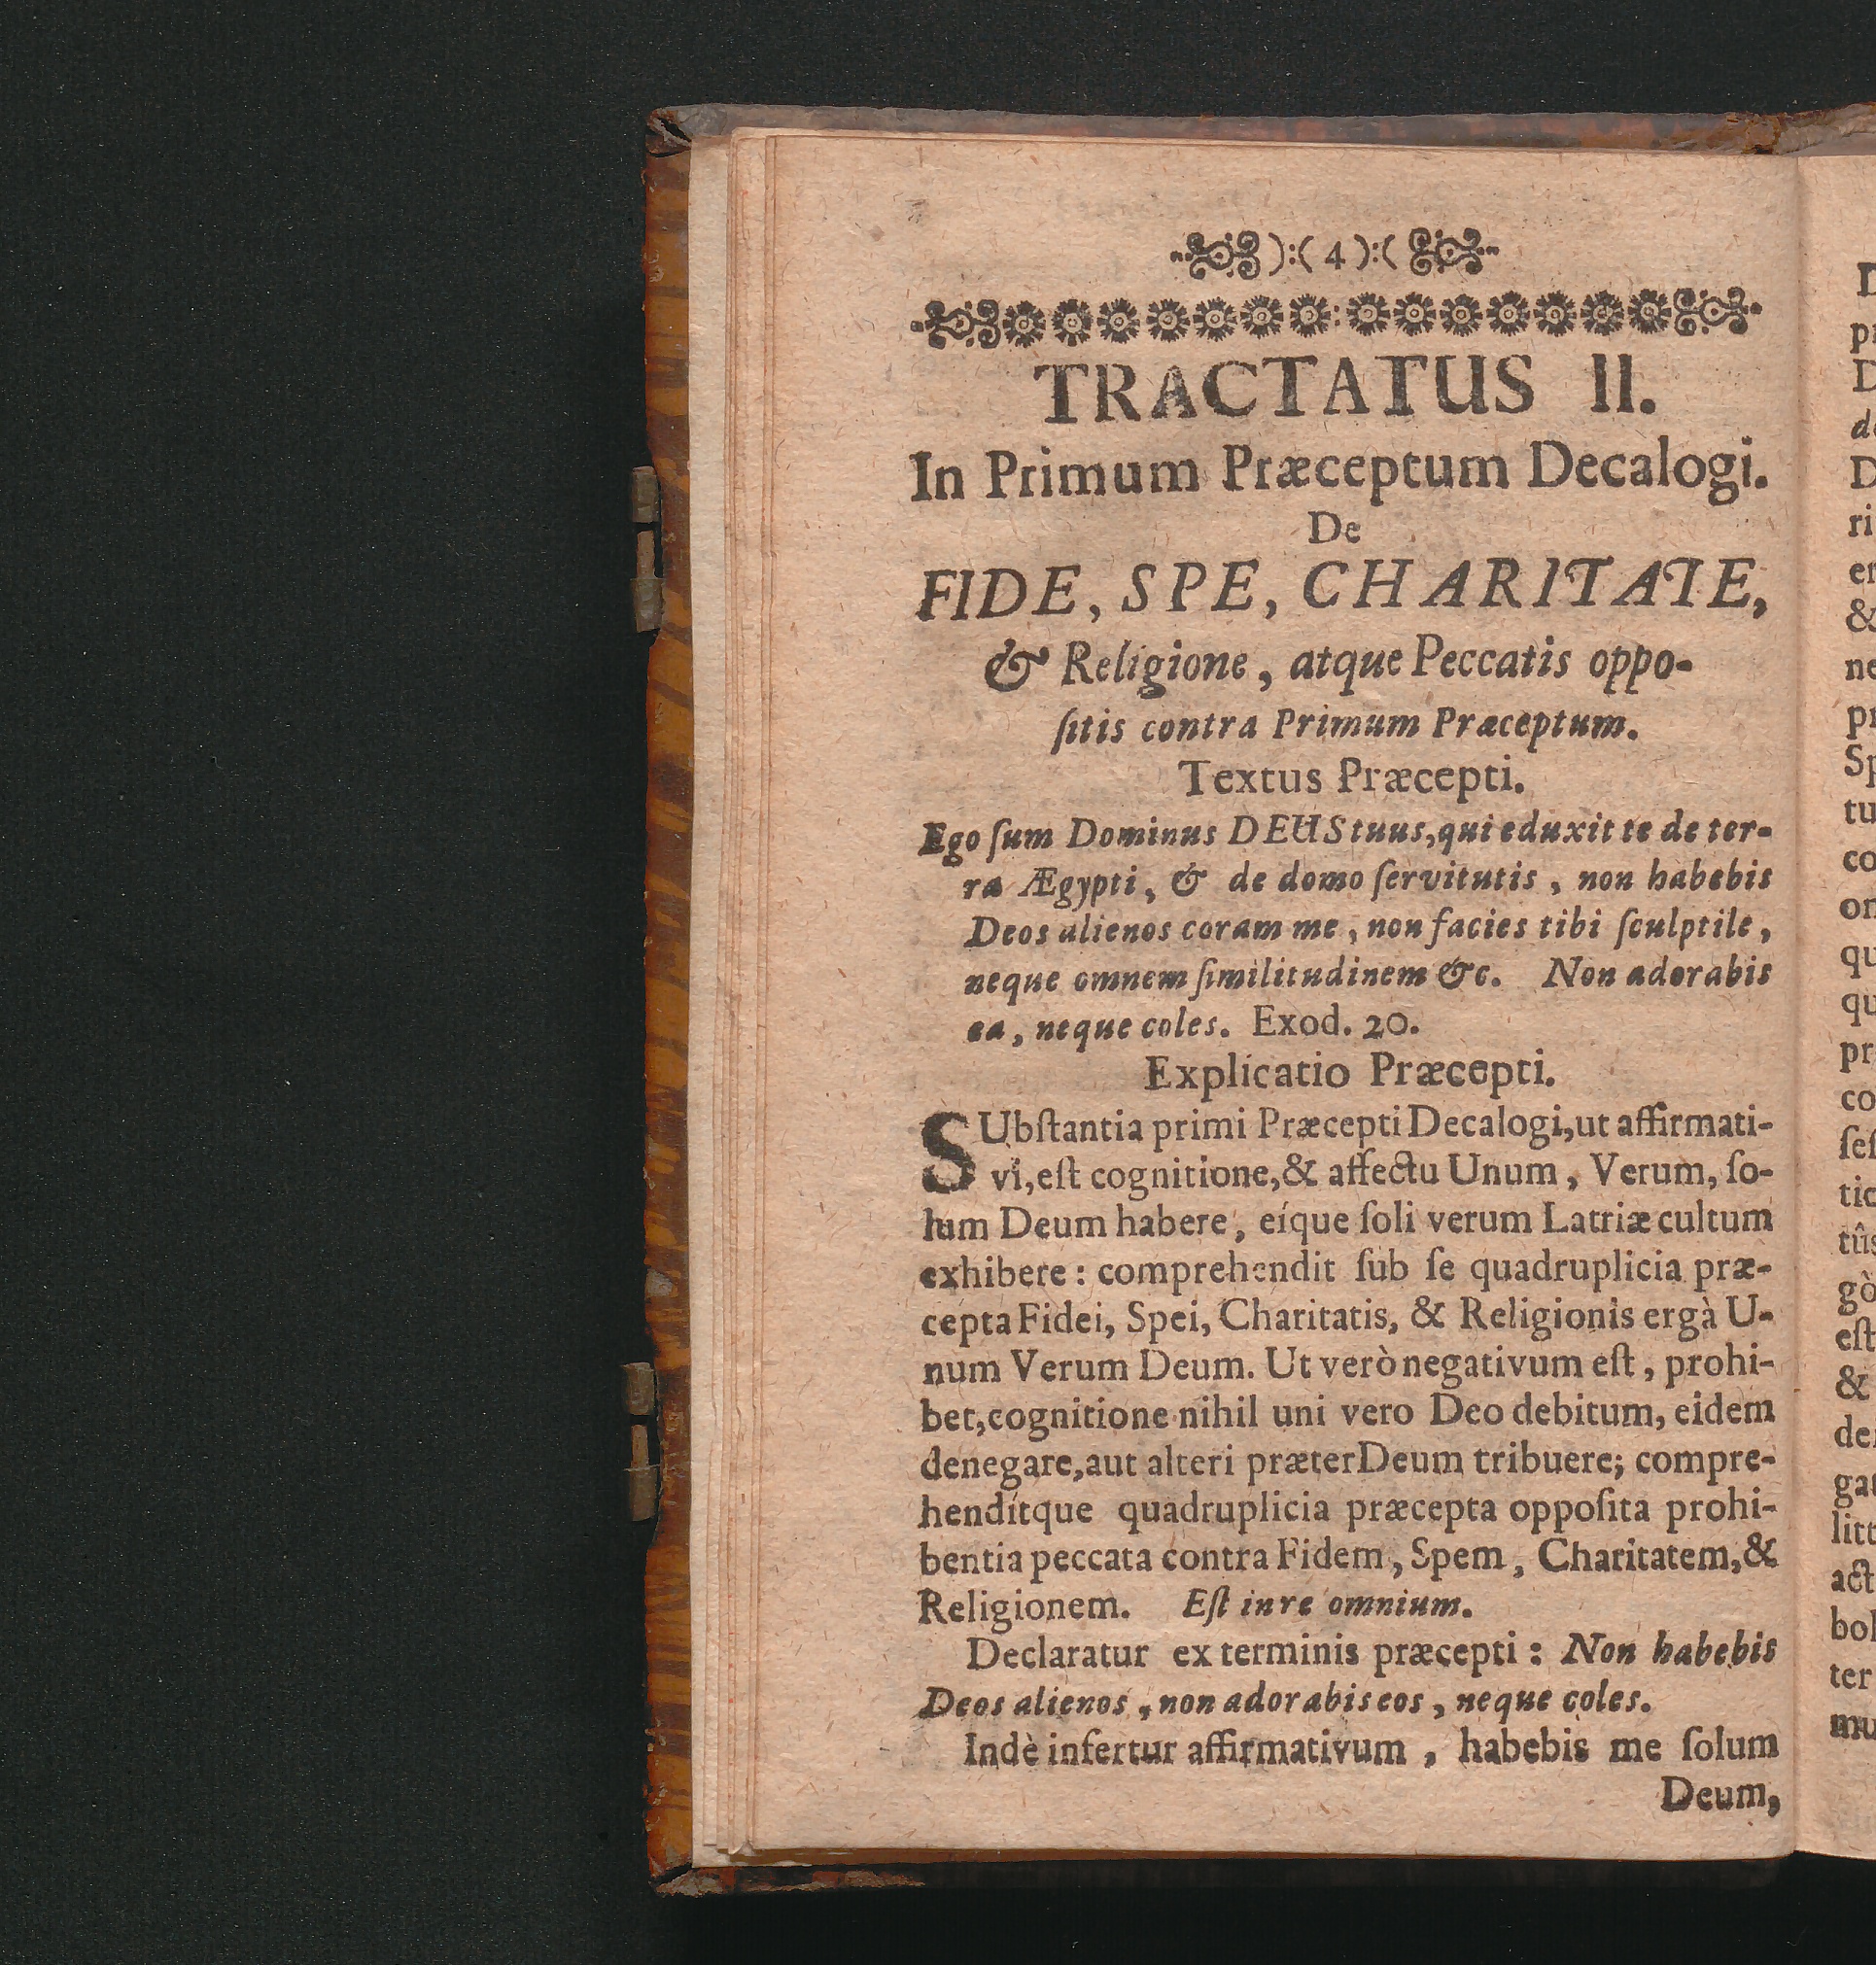 ):( 4 ):(
TRACTATUS II.
In Primum Præceptum Decalogi.
De
FIDE, SPE, CHARITATE,
& Religione, atque Peccatis oppo-
ſitis contra Primum Præceptum.
Textus Præcepti.
Ego ſum Dominus DEUS tuus, qui eduxit te de ter-
ra Ægypti, & de domo ſervitutis, non habebis
Deos alienos coram me, non facies tibi ſculptile,
neque omnem ſimilitudinem &c. Non adorabis
ea, neque coles. Exod. 20.
Explicatio Præcepti.
SUbſtantia primi Præcepti Decalogi, ut affirmati-
vi, eſt cognitione, & affectu Unum, Verum, ſo-
lum Deum habere, eíque ſoli verum Latriæ cultum
exhibere: comprehendit ſub ſe quadruplicia præ-
cepta Fidei, Spei, Charitatis, & Religionis ergà U-
num Verum Deum. Ut verò negativum eſt, prohi-
bet, cognitione nihil uni vero Deo debitum, eidem
denegare, aut alteri præter Deum tribuere; compre-
hendítque quadruplicia præcepta oppoſita prohi-
bentia peccata contra Fidem, Spem, Charitatem, &
Religionem. Eſt in re omnium.
Declaratur ex terminis præcepti: Non habebis
Deos alienos, non adorabis eos, neque coles.
Indè infertur affirmativum, habebis me ſolum
Deum,